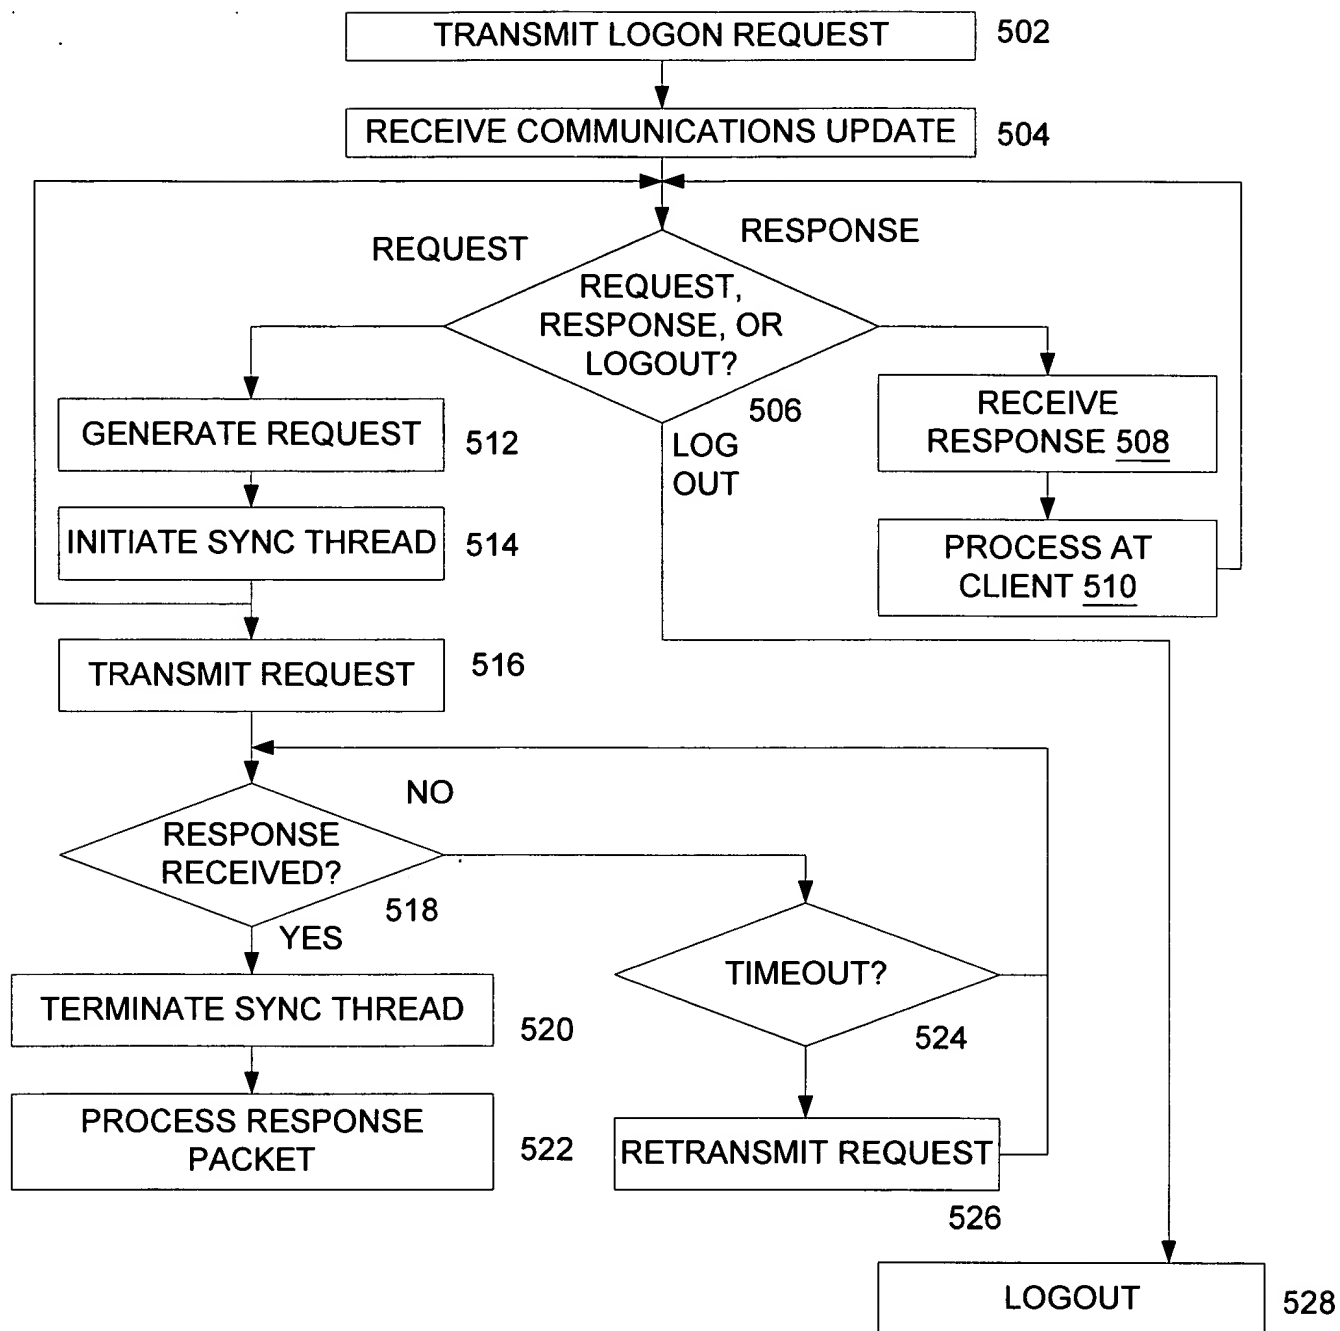 TRANSMIT LOGON REQUEST
502
RECEIVE COMMUNICATIONS UPDATE
504
REQUEST
RESPONSE
REQUEST,
RESPONSE, OR
LOGOUT?
506
LOG
OUT
GENERATE REQUEST
512
RECEIVE
RESPONSE 508
INITIATE SYNC THREAD
514
PROCESS AT
CLIENT 510
TRANSMIT REQUEST
516
NO
RESPONSE
RECEIVED?
518
YES
TIMEOUT?
524
TERMINATE SYNC THREAD
520
PROCESS RESPONSE
PACKET
522
RETRANSMIT REQUEST
526
LOGOUT
528